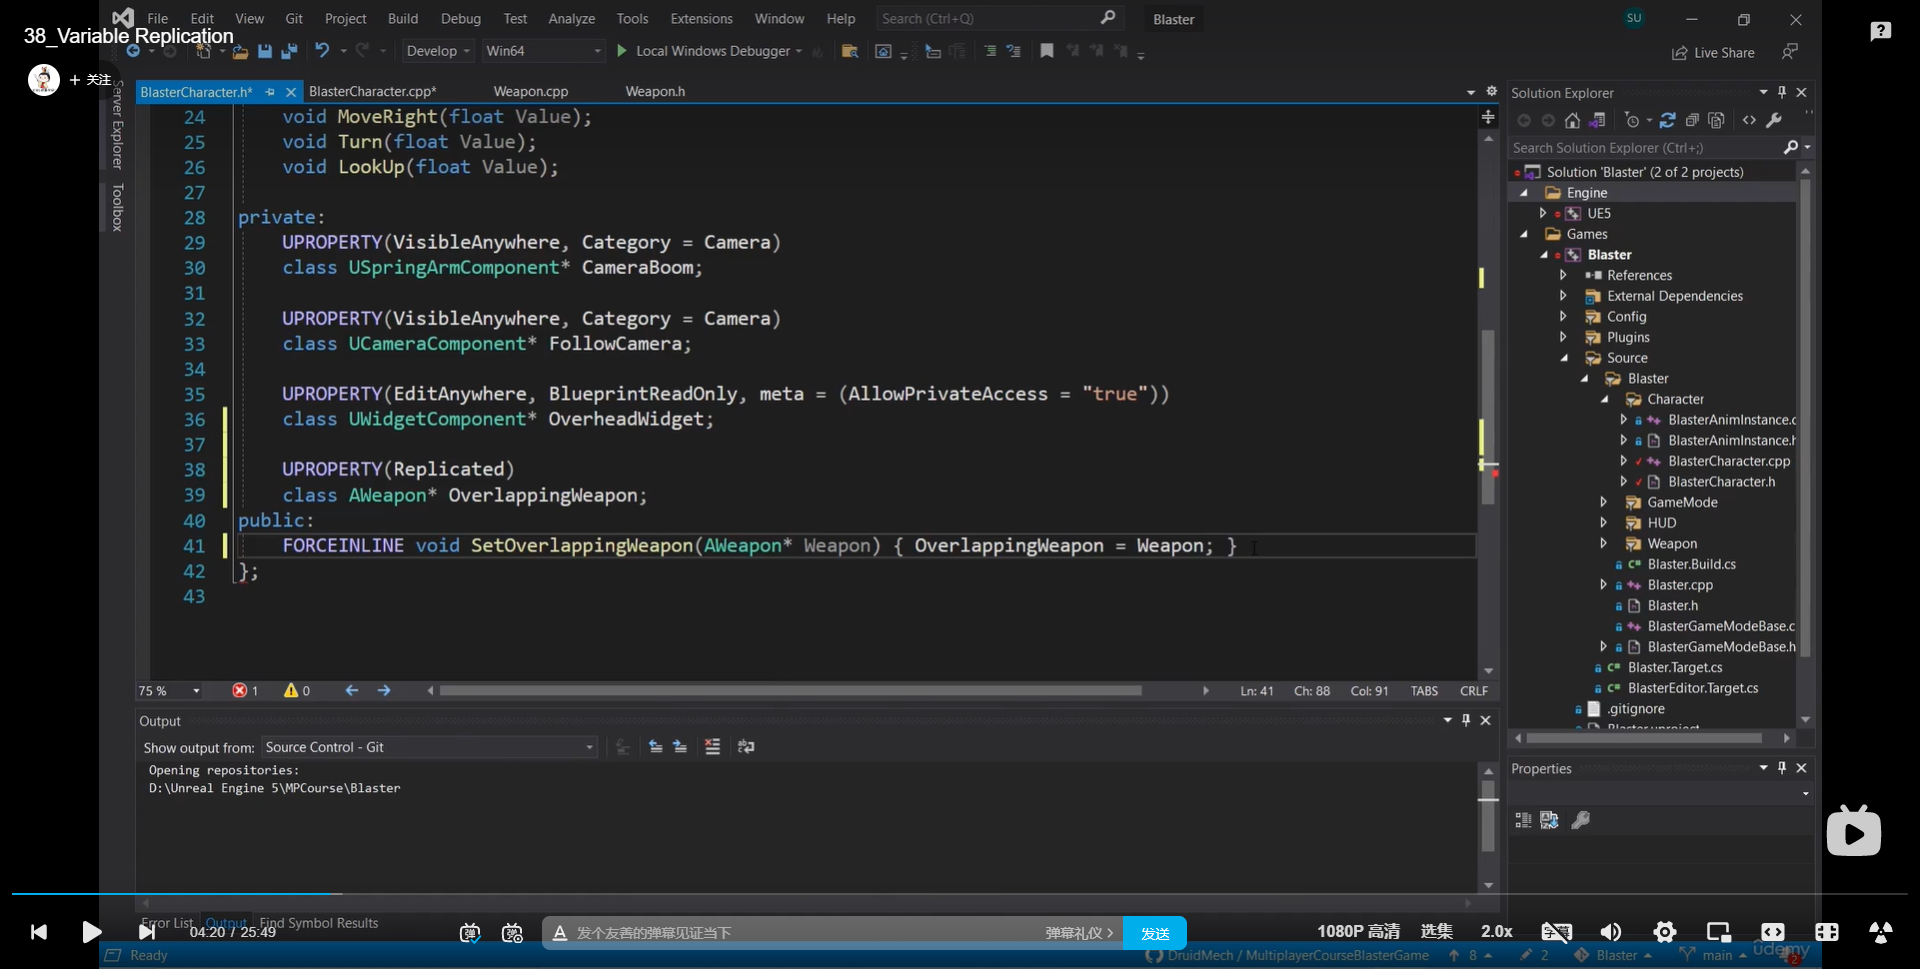 File Edit View Git Project Build Debug Test Analyze Tools Extensions Window Help Search (Ctrl+Q) Blaster SU
38_Variable Replication
Develop Win64 Local Windows Debugger Live Share
+ 关注
BlasterCharacter.h* BlasterCharacter.cpp* Weapon.cpp Weapon.h
Server Explorer
Toolbox
24 void MoveRight(float Value);
25 void Turn(float Value);
26 void LookUp(float Value);
27
28 private:
29 UPROPERTY(VisibleAnywhere, Category = Camera)
30 class USpringArmComponent* CameraBoom;
31
32 UPROPERTY(VisibleAnywhere, Category = Camera)
33 class UCameraComponent* FollowCamera;
34
35 UPROPERTY(EditAnywhere, BlueprintReadOnly, meta = (AllowPrivateAccess = "true"))
36 class UWidgetComponent* OverheadWidget;
37
38 UPROPERTY(Replicated)
39 class AWeapon* OverlappingWeapon;
40 public:
41 FORCEINLINE void SetOverlappingWeapon(AWeapon* Weapon) { OverlappingWeapon = Weapon; }
42 };
43
75 % 1 0 Ln: 41 Ch: 88 Col: 91 TABS CRLF
Output
Show output from: Source Control - Git
Opening repositories:
D:\Unreal Engine 5\MPCourse\Blaster
Solution Explorer
Search Solution Explorer (Ctrl+;)
Solution 'Blaster' (2 of 2 projects)
Engine
UE5
Games
Blaster
References
External Dependencies
Config
Plugins
Source
Blaster
Character
BlasterAnimInstance.c
BlasterAnimInstance.h
BlasterCharacter.cpp
BlasterCharacter.h
GameMode
HUD
Weapon
Blaster.Build.cs
Blaster.cpp
Blaster.h
BlasterGameModeBase.c
BlasterGameModeBase.h
Blaster.Target.cs
BlasterEditor.Target.cs
.gitignore
Blaster.uproject
Properties
Error List Output Find Symbol Results
04:20 / 25:49 弹 弹 发个友善的弹幕见证当下 弹幕礼仪 > 发送 1080P 高清 选集 2.0x 字幕
Ready DruidMech / MultiplayerCourseBlasterGame 8 2 Blaster main 2
ûdemy